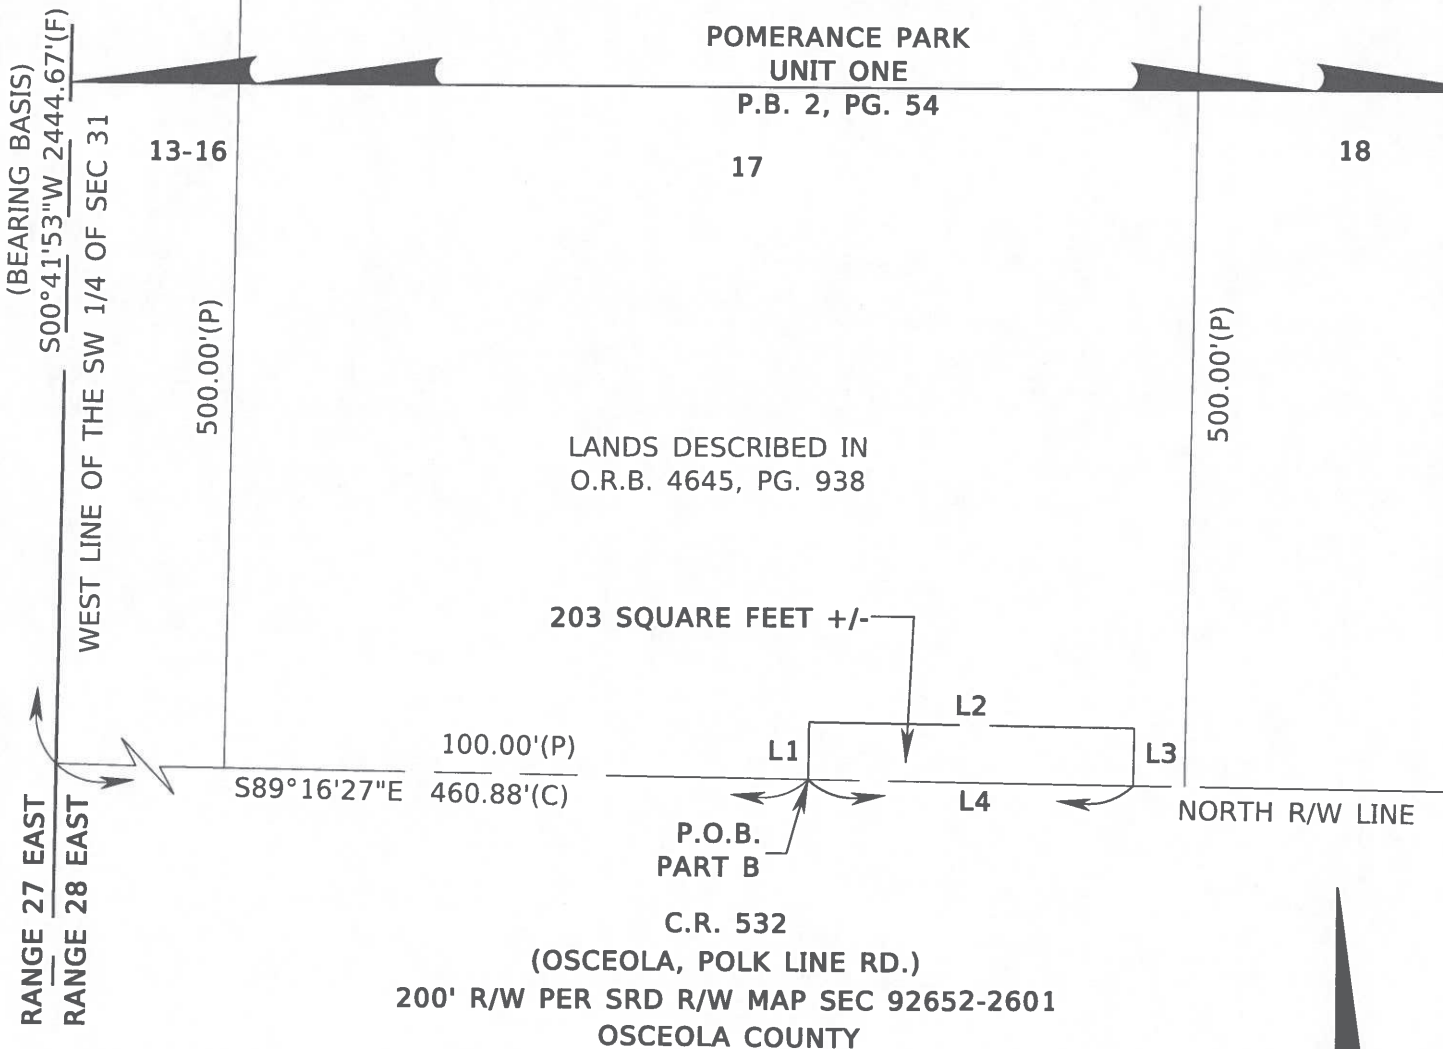 POMERANCE PARK
UNIT ONE
P.B. 2, PG. 54
(BEARING BASIS)
S00°41'53"W 2444.67'(F)
WEST LINE OF THE SW 1/4 OF SEC 31
13-16
17
18
500.00'(P)
500.00'(P)
LANDS DESCRIBED IN
O.R.B. 4645, PG. 938
203 SQUARE FEET +/-
L2
L1
L3
L4
100.00'(P)
S89°16'27"E 460.88'(C)
NORTH R/W LINE
P.O.B.
PART B
RANGE 27 EAST
RANGE 28 EAST
C.R. 532
(OSCEOLA, POLK LINE RD.)
200' R/W PER SRD R/W MAP SEC 92652-2601
OSCEOLA COUNTY